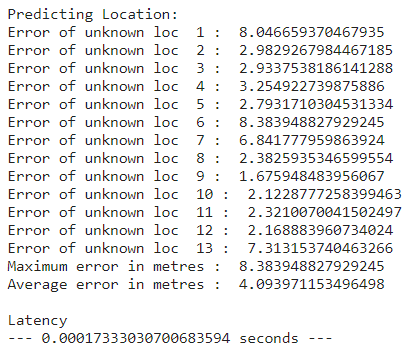 Predicting Location:
Error of unknown loc  1 :  8.046659370467935
Error of unknown loc  2 :  2.9829267984467185
Error of unknown loc  3 :  2.9337538186141288
Error of unknown loc  4 :  3.254922739875886
Error of unknown loc  5 :  2.7931710304531334
Error of unknown loc  6 :  8.383948827929245
Error of unknown loc  7 :  6.841777959863924
Error of unknown loc  8 :  2.3825935346599554
Error of unknown loc  9 :  1.675948483956067
Error of unknown loc  10 :  2.1228777258399463
Error of unknown loc  11 :  2.3210070041502497
Error of unknown loc  12 :  2.168883960734024
Error of unknown loc  13 :  7.313153740463266
Maximum error in metres :  8.383948827929245
Average error in metres :  4.093971153496498
Latency
--- 0.00017333030700683594 seconds ---